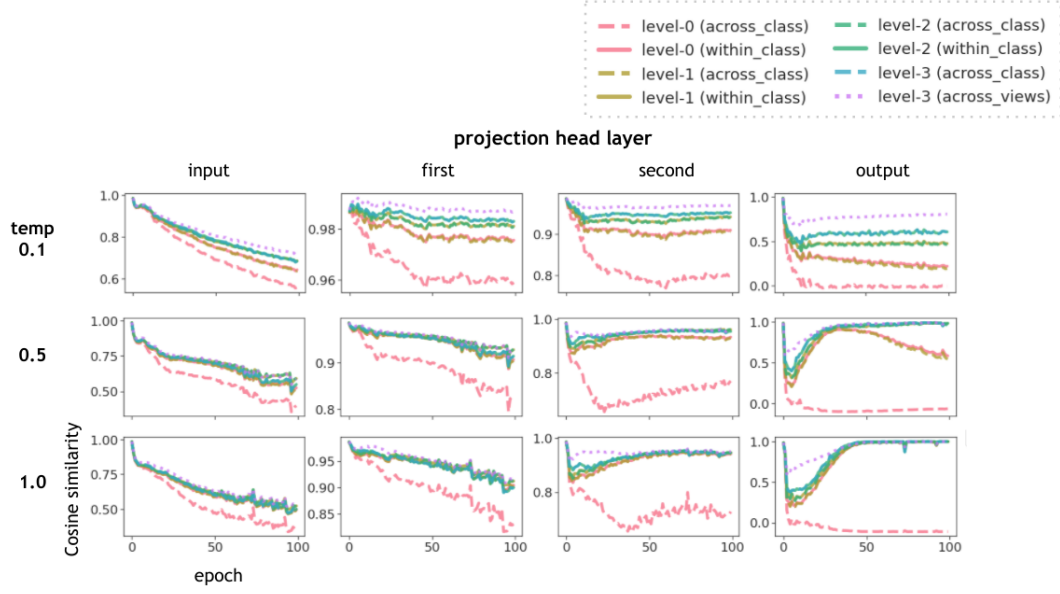 level-0 (across_class)
level-0 (within_class)
level-1 (across_class)
level-1 (within_class)
level-2 (across_class)
level-2 (within_class)
level-3 (across_class)
level-3 (across_views)
projection head layer
input first second output
temp
0.1
1.0
0.8
0.6
0.98
0.96
0.9
0.8
1.0
0.5
0.0
0.5
1.00
0.75
0.50
0.9
0.8
1.0
0.8
1.0
0.5
0.0
1.0
Cosine similarity
1.00
0.75
0.50
0.95
0.90
0.85
1.0
0.8
1.0
0.5
0.0
0 50 100 0 50 100 0 50 100 0 50 100
epoch